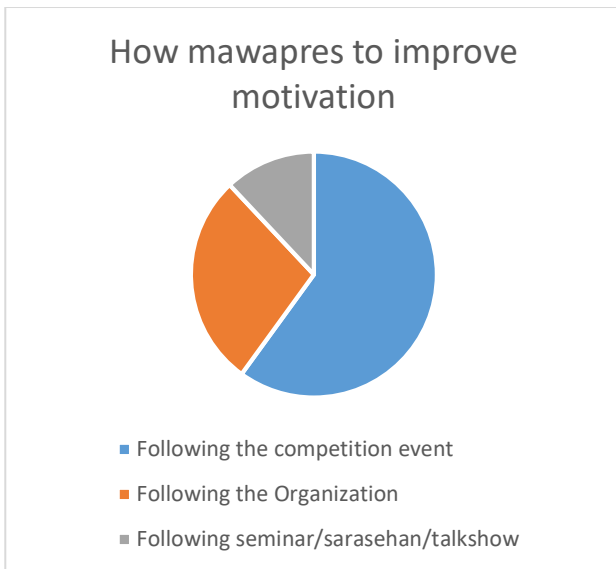 How mawapres to improve
motivation
Following the competition event
Following the Organization
Following seminar/sarasehan/talkshow